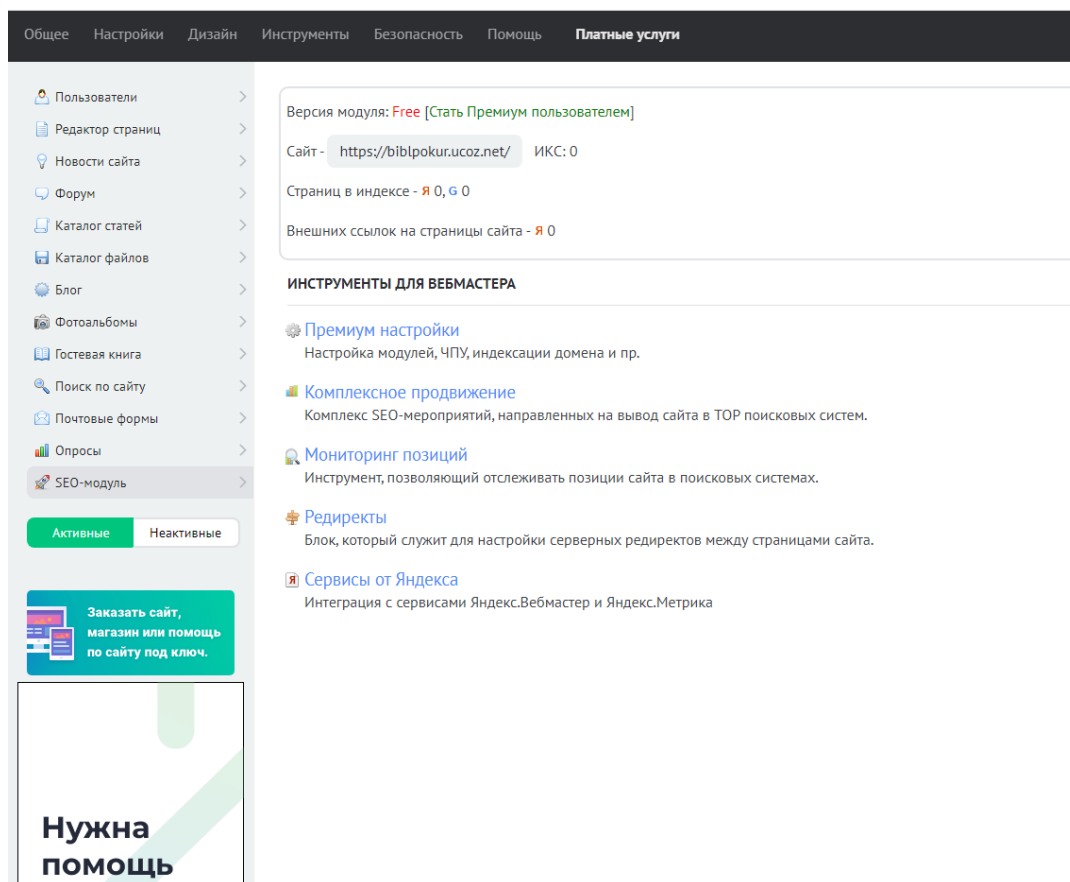 Общее Настройки Дизайн Инструменты Безопасность Помощь Платные услуги
Пользователи
Редактор страниц
Новости сайта
Форум
Каталог статей
Каталог файлов
Блог
Фотоальбомы
Гостевая книга
Поиск по сайту
Почтовые формы
Опросы
SEO-модуль
Активные Неактивные
Заказать сайт,
магазин или помощь
по сайту под ключ.
Нужна
помощь
Версия модуля: Free [Стать Премиум пользователем]
Сайт - https://biblpokur.ucoz.net/ ИКС: 0
Страниц в индексе - Я 0, G 0
Внешних ссылок на страницы сайта - Я 0
ИНСТРУМЕНТЫ ДЛЯ ВЕБМАСТЕРА
Премиум настройки
Настройка модулей, ЧПУ, индексации домена и пр.
Комплексное продвижение
Комплекс SEO-мероприятий, направленных на вывод сайта в TOP поисковых систем.
Мониторинг позиций
Инструмент, позволяющий отслеживать позиции сайта в поисковых системах.
Редиректы
Блок, который служит для настройки серверных редиректов между страницами сайта.
Я Сервисы от Яндекса
Интеграция с сервисами Яндекс.Вебмастер и Яндекс.Метрика